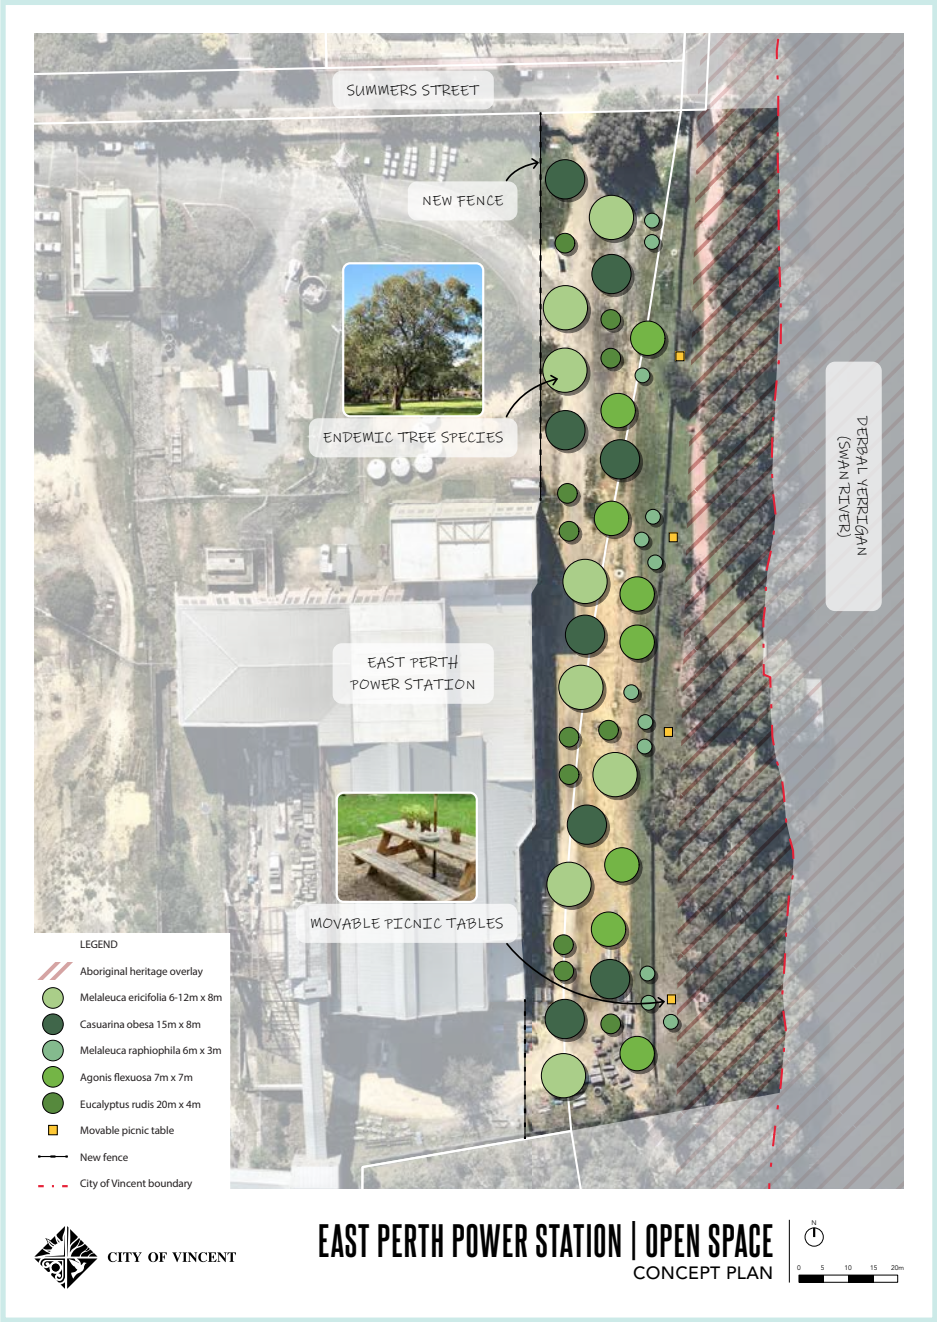 SUMMERS STREET
NEW FENCE
ENDEMIC TREE SPECIES
DERBAL YERRIGAN
(SWAN RIVER)
EAST PERTH
POWER STATION
MOVABLE PICNIC TABLES
LEGEND
Aboriginal heritage overlay
Melaleuca ericifolia 6-12m x 8m
Casuarina obesa 15m x 8m
Melaleuca raphiophila 6m x 3m
Agonis flexuosa 7m x 7m
Eucalyptus rudis 20m x 4m
Movable picnic table
New fence
City of Vincent boundary
CITY OF VINCENT
EAST PERTH POWER STATION | OPEN SPACE
CONCEPT PLAN
N
0 5 10 15 20m